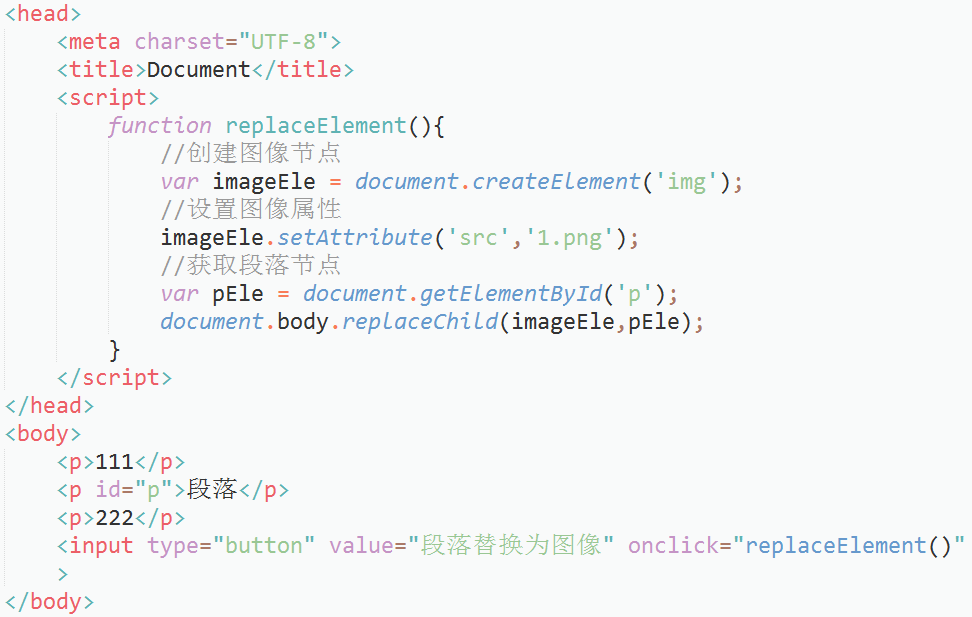 <head>
<meta charset="UTF-8">
<title>Document</title>
<script>
function replaceElement(){
//创建图像节点
var imageEle = document.createElement('img');
//设置图像属性
imageEle.setAttribute('src','1.png');
//获取段落节点
var pEle = document.getElementById('p');
document.body.replaceChild(imageEle,pEle);
}
</script>
</head>
<body>
<p>111</p>
<p id="p">段落</p>
<p>222</p>
<input type="button" value="段落替换为图像" onclick="replaceElement()"
>
</body>